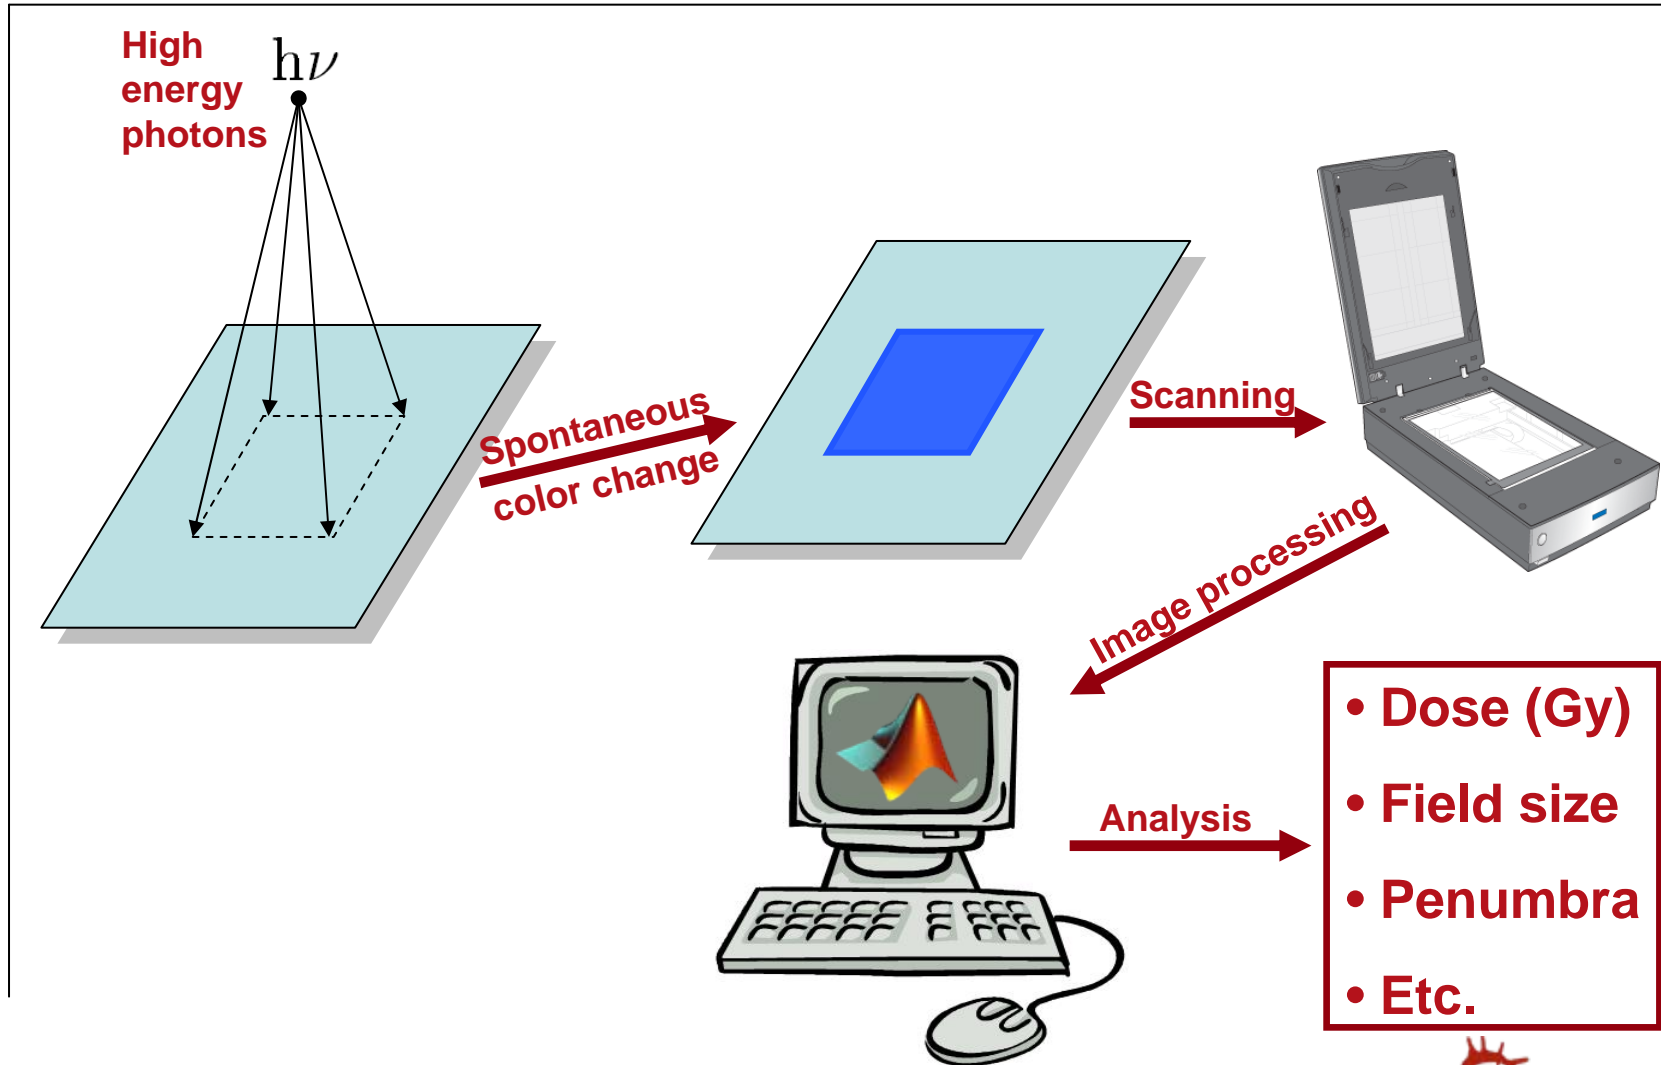 High
energy
photons
hν
Spontaneous
color change
Scanning
Image processing
Analysis
• Dose (Gy)
• Field size
• Penumbra
• Etc.